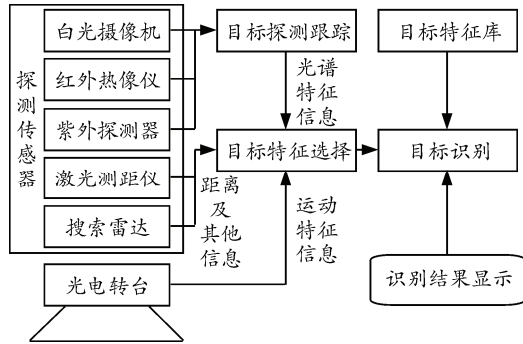 探测传感器
白光摄像机
红外热像仪
紫外探测器
激光测距仪
搜索雷达
光电转台
目标探测跟踪
光谱
特征
信息
目标特征选择
距离
及
其他
信息
运动
特征
信息
目标特征库
目标识别
识别结果显示